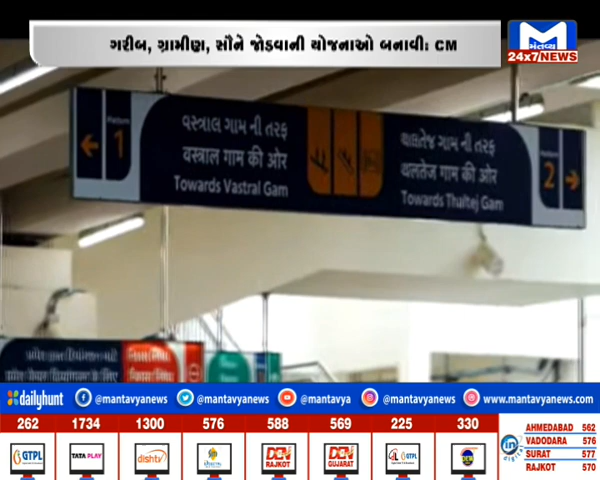 ગરીબ, ગ્રામીણ, સૌને જોડવાની યોજનાઓ બનાવી: CM
મંતવ્ય
24x7NEWS
Platform
1
વસ્ત્રાલ ગામ ની તરફ
वस्त्राल गाम की ओर
Towards Vastral Gam
થલતેજ ગામ ની તરફ
थलतेज गाम की ओर
Towards Thaltej Gam
Platform
2
dailyhunt
@mantavyanews
@mantavyanews
@mantavya
@mantavyanews
@mantavyanews
www.mantavyanews.com
262 1734 1300 576 588 569 225 330
GTPL
TATA PLAY
dishtv
DEN RAJKOT
DEN GUJARAT
in digital
AHMEDABAD 562
VADODARA 576
SURAT 577
RAJKOT 570